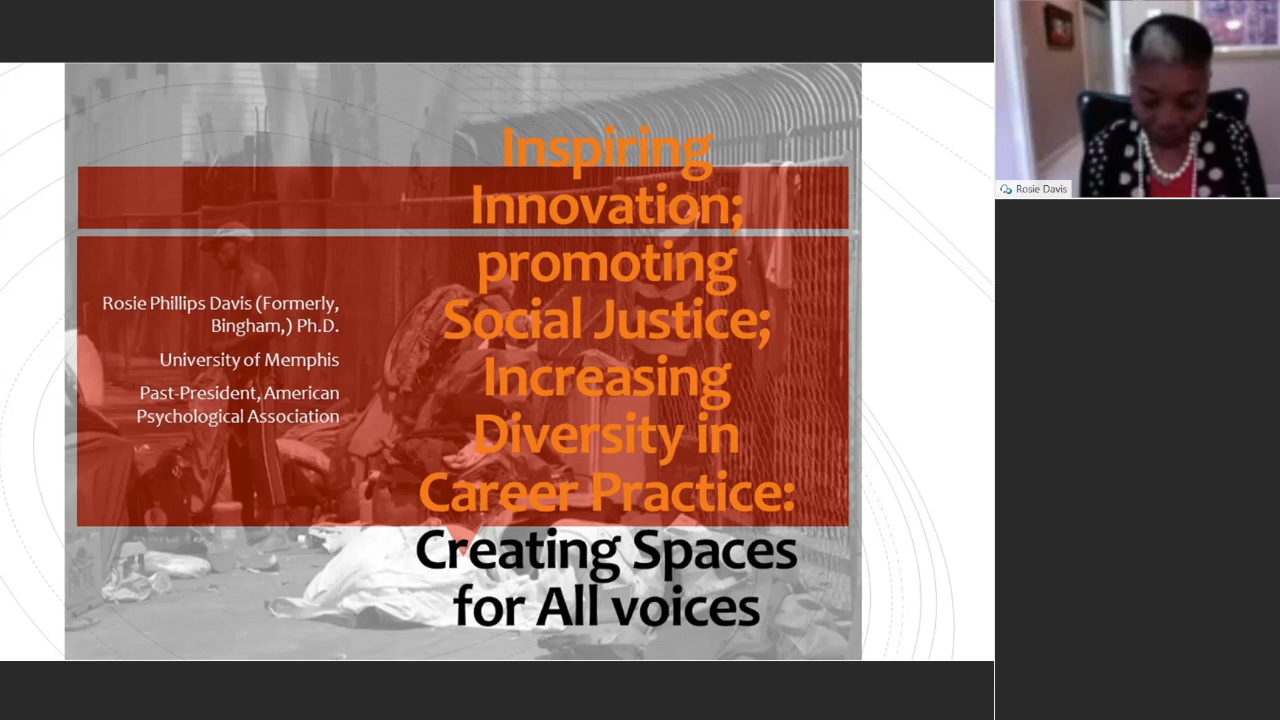 Inspiring
Innovation;
promoting
Social Justice;
Increasing
Diversity in
Career Practice:
Creating Spaces
for All voices
Rosie Phillips Davis (Formerly,
Bingham,) Ph.D.
University of Memphis
Past-President, American
Psychological Association
Rosie Davis